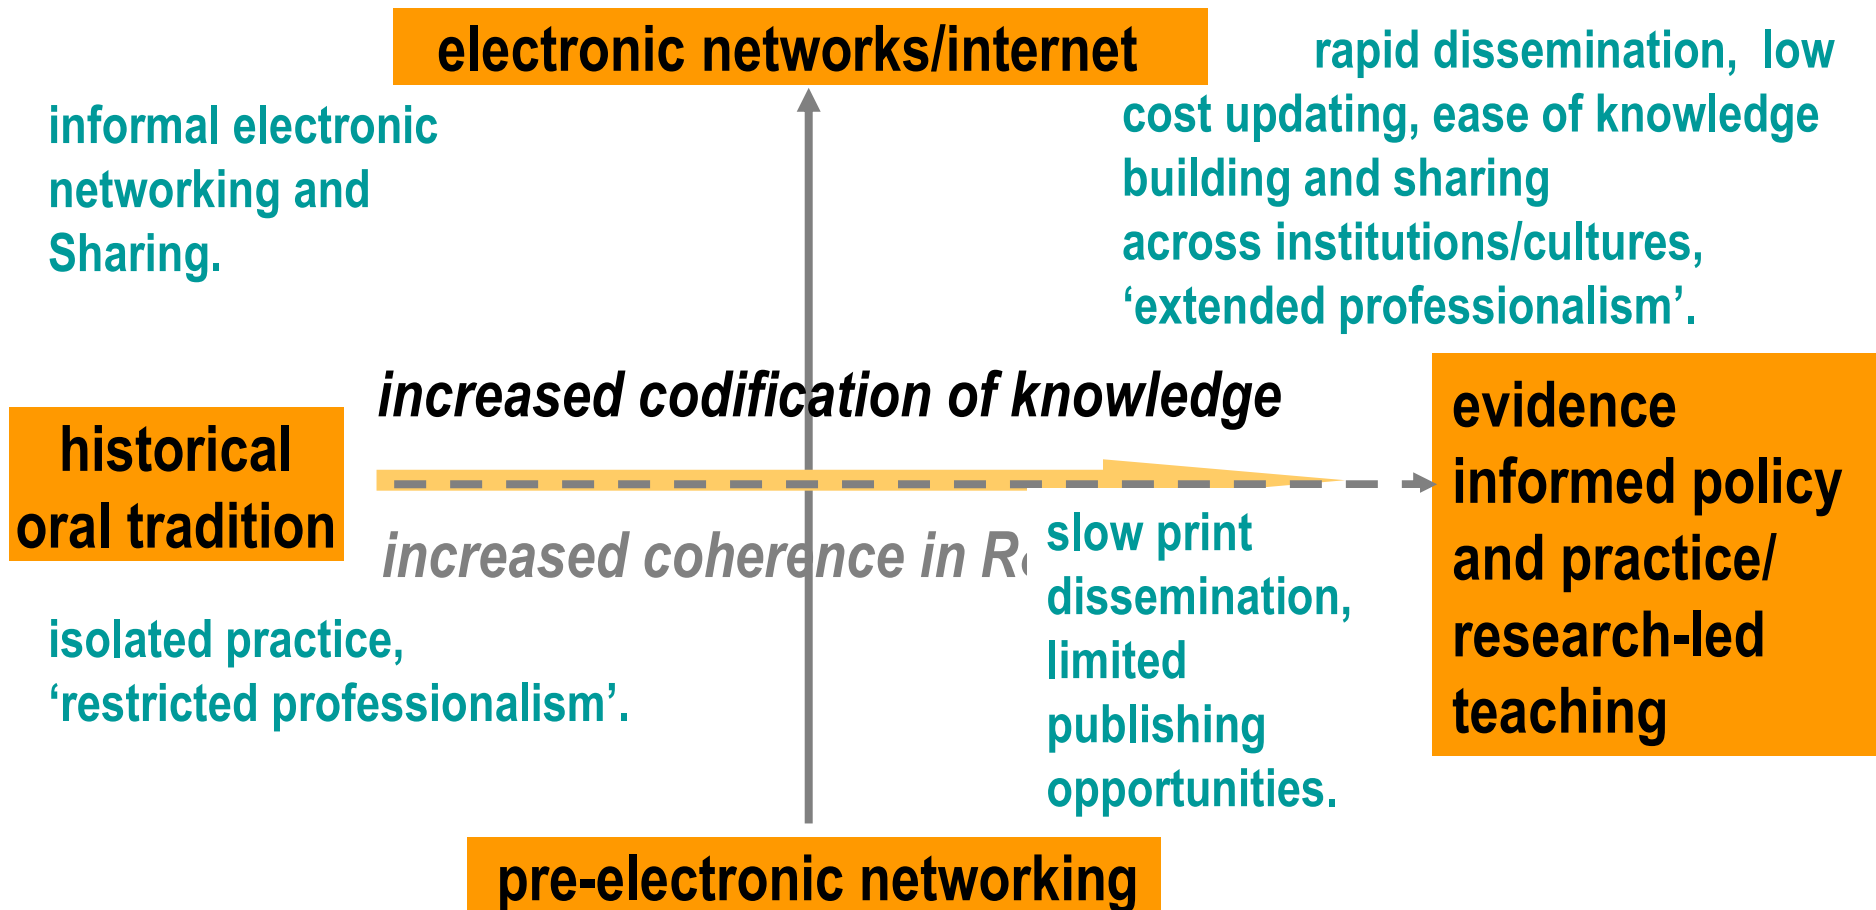 electronic networks/internet
rapid dissemination, low
cost updating, ease of knowledge
building and sharing
across institutions/cultures,
‘extended professionalism’.
informal electronic
networking and
Sharing.
increased codification of knowledge
historical
oral tradition
evidence
informed policy
and practice/
research-led
teaching
increased coherence in
slow print
dissemination,
limited
publishing
opportunities.
isolated practice,
‘restricted professionalism’.
pre-electronic networking